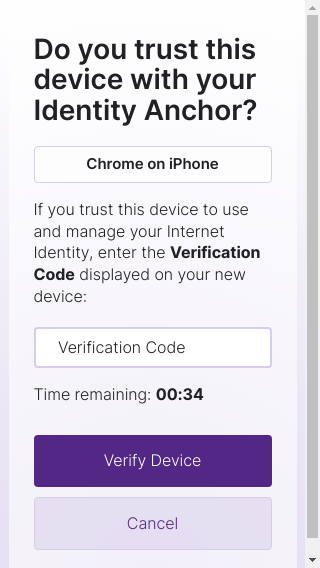 Do you trust this
device with your
Identity Anchor?
Chrome on iPhone
If you trust this device to use
and manage your Internet
Identity, enter the Verification
Code displayed on your new
device:
Verification Code
Time remaining: 00:34
Verify Device
Cancel